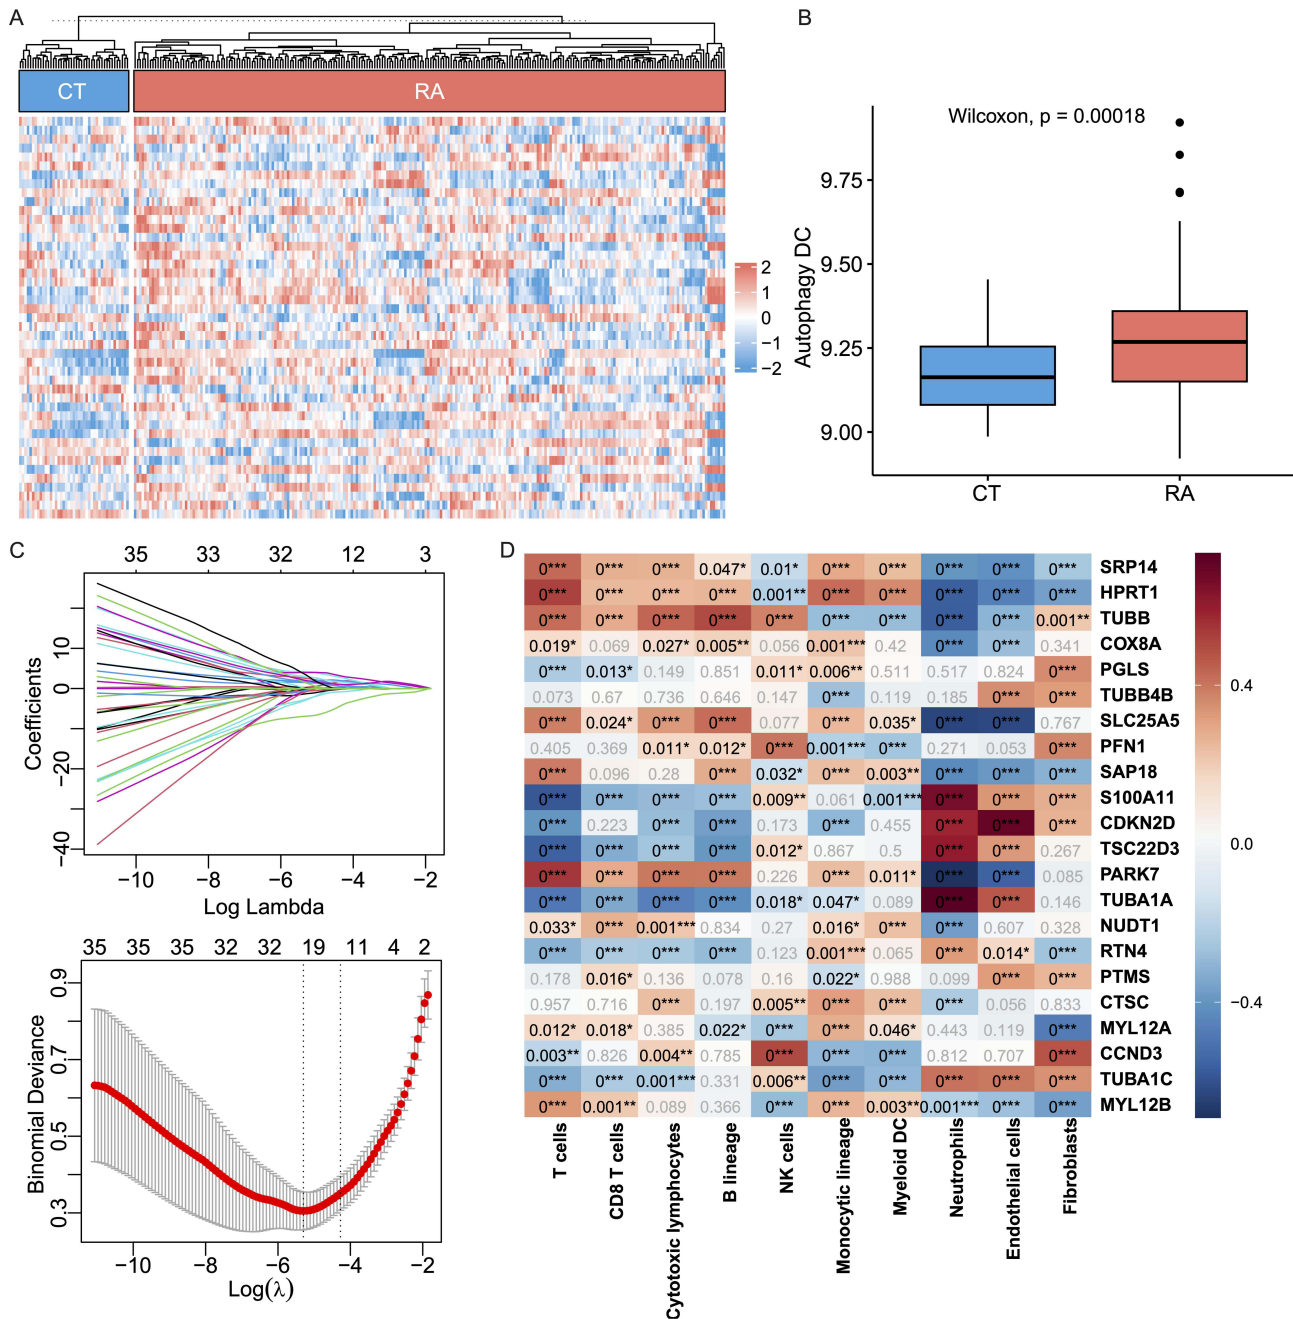 A
CT
RA
2
1
0
−1
−2
B
Wilcoxon, p = 0.00018
Autophagy DC
9.75
9.50
9.25
9.00
CT
RA
C
35 33 32 12 3
Coefficients
10
0
−20
−40
−10 −8 −6 −4 −2
Log Lambda
35 35 35 32 32 19 11 4 2
Binomial Deviance
0.9
0.7
0.5
0.3
−10 −8 −6 −4 −2
Log(λ)
D
0*** 0*** 0*** 0.047* 0.01* 0*** 0*** 0*** 0*** 0*** SRP14
0*** 0*** 0*** 0*** 0.001** 0*** 0*** 0*** 0*** 0*** HPRT1
0*** 0*** 0*** 0*** 0*** 0*** 0*** 0*** 0*** 0.001** TUBB
0.019* 0.069 0.027* 0.005** 0.056 0.001*** 0.42 0*** 0*** 0.341 COX8A
0*** 0.013* 0.149 0.851 0.011* 0.006** 0.511 0.517 0.824 0*** PGLS
0.073 0.67 0.736 0.646 0.147 0*** 0.119 0.185 0*** 0*** TUBB4B
0*** 0.024* 0*** 0*** 0.077 0*** 0.035* 0*** 0*** 0.767 SLC25A5
0.405 0.369 0.011* 0.012* 0*** 0.001*** 0*** 0.271 0.053 0*** PFN1
0*** 0.096 0.28 0*** 0.032* 0*** 0.003** 0*** 0*** 0*** SAP18
0*** 0*** 0*** 0*** 0.009** 0.061 0.001*** 0*** 0*** 0*** S100A11
0*** 0.223 0*** 0*** 0.173 0*** 0.455 0*** 0*** 0*** CDKN2D
0*** 0*** 0*** 0*** 0.012* 0.867 0.5 0*** 0*** 0.267 TSC22D3
0*** 0*** 0*** 0*** 0.226 0*** 0.011* 0*** 0*** 0.085 PARK7
0*** 0*** 0*** 0*** 0.018* 0.047* 0.089 0*** 0*** 0.146 TUBA1A
0.033* 0*** 0.001*** 0.834 0.27 0.016* 0*** 0*** 0.607 0.328 NUDT1
0*** 0*** 0*** 0*** 0.123 0.001*** 0.065 0*** 0.014* 0*** RTN4
0.178 0.016* 0.136 0.078 0.16 0.022* 0.988 0.099 0*** 0*** PTMS
0.957 0.716 0*** 0.197 0.005** 0*** 0*** 0*** 0.056 0.833 CTSC
0.012* 0.018* 0.385 0.022* 0*** 0*** 0.046* 0.443 0.119 0*** MYL12A
0.003** 0.826 0.004** 0.785 0*** 0*** 0*** 0.812 0.707 0*** CCND3
0*** 0*** 0.001*** 0.331 0.006** 0*** 0*** 0*** 0*** 0*** TUBA1C
0*** 0.001** 0.089 0.366 0*** 0*** 0.003** 0.001*** 0*** 0*** MYL12B
T cells
CD8 T cells
Cytotoxic lymphocytes
B lineage
NK cells
Monocytic lineage
Myeloid DC
Neutrophils
Endothelial cells
Fibroblasts
0.4
0.0
−0.4